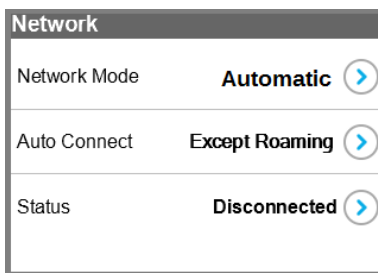 Network
Network Mode Automatic
Auto Connect Except Roaming
Status Disconnected